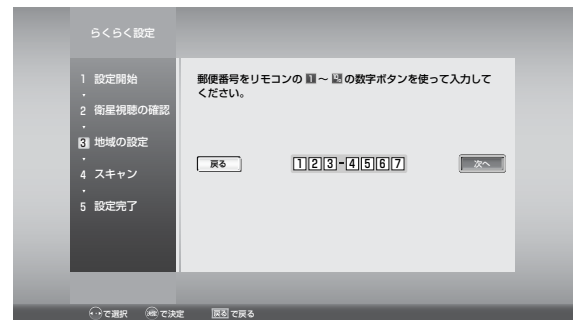 らくらく設定
1 設定開始
2 衛星視聴の確認
3 地域の設定
4 スキャン
5 設定完了
郵便番号をリモコンの 1 ~ 10 の数字ボタンを使って入力して
ください。
戻る
123-4567
次へ
で選択 決定 で決定 戻る で戻る